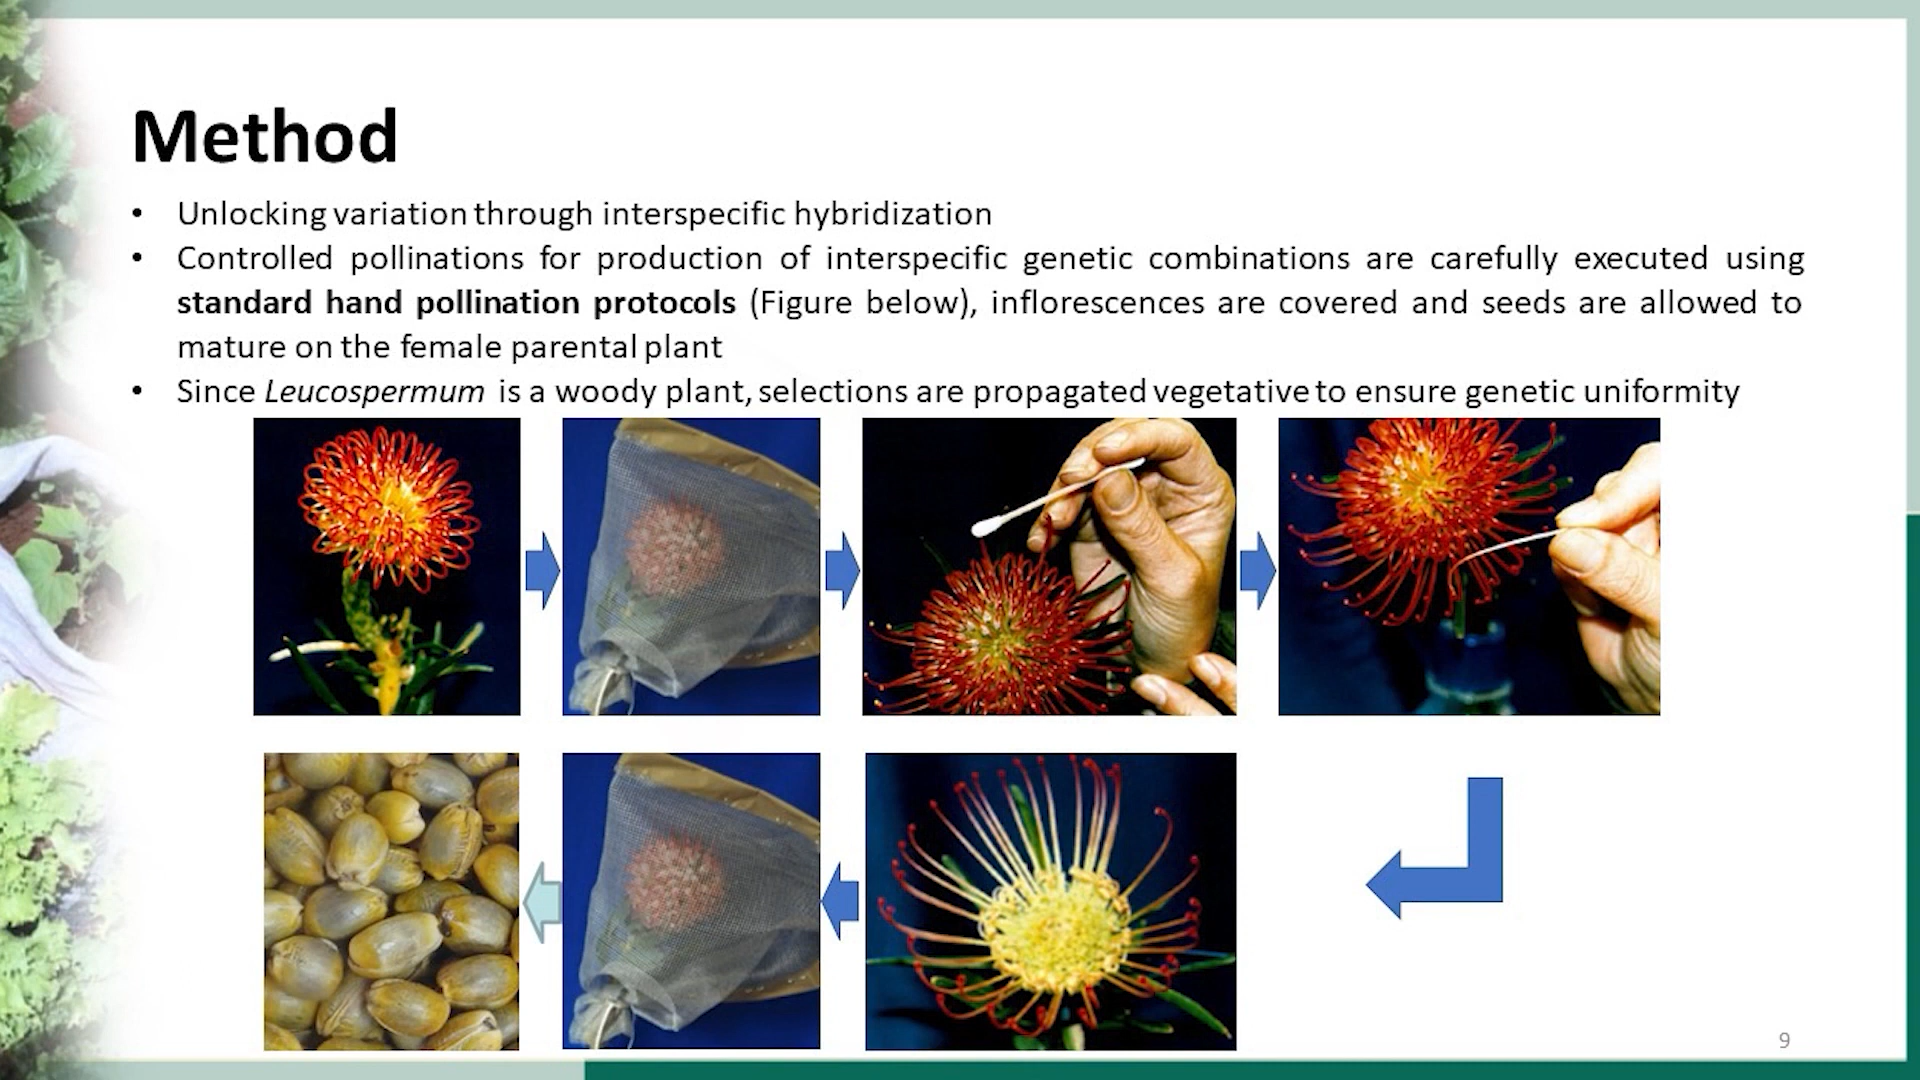 Method
• Unlocking variation through interspecific hybridization
• Controlled pollinations for production of interspecific genetic combinations are carefully executed using
standard hand pollination protocols (Figure below), inflorescences are covered and seeds are allowed to
mature on the female parental plant
• Since Leucospermum is a woody plant, selections are propagated vegetative to ensure genetic uniformity
9